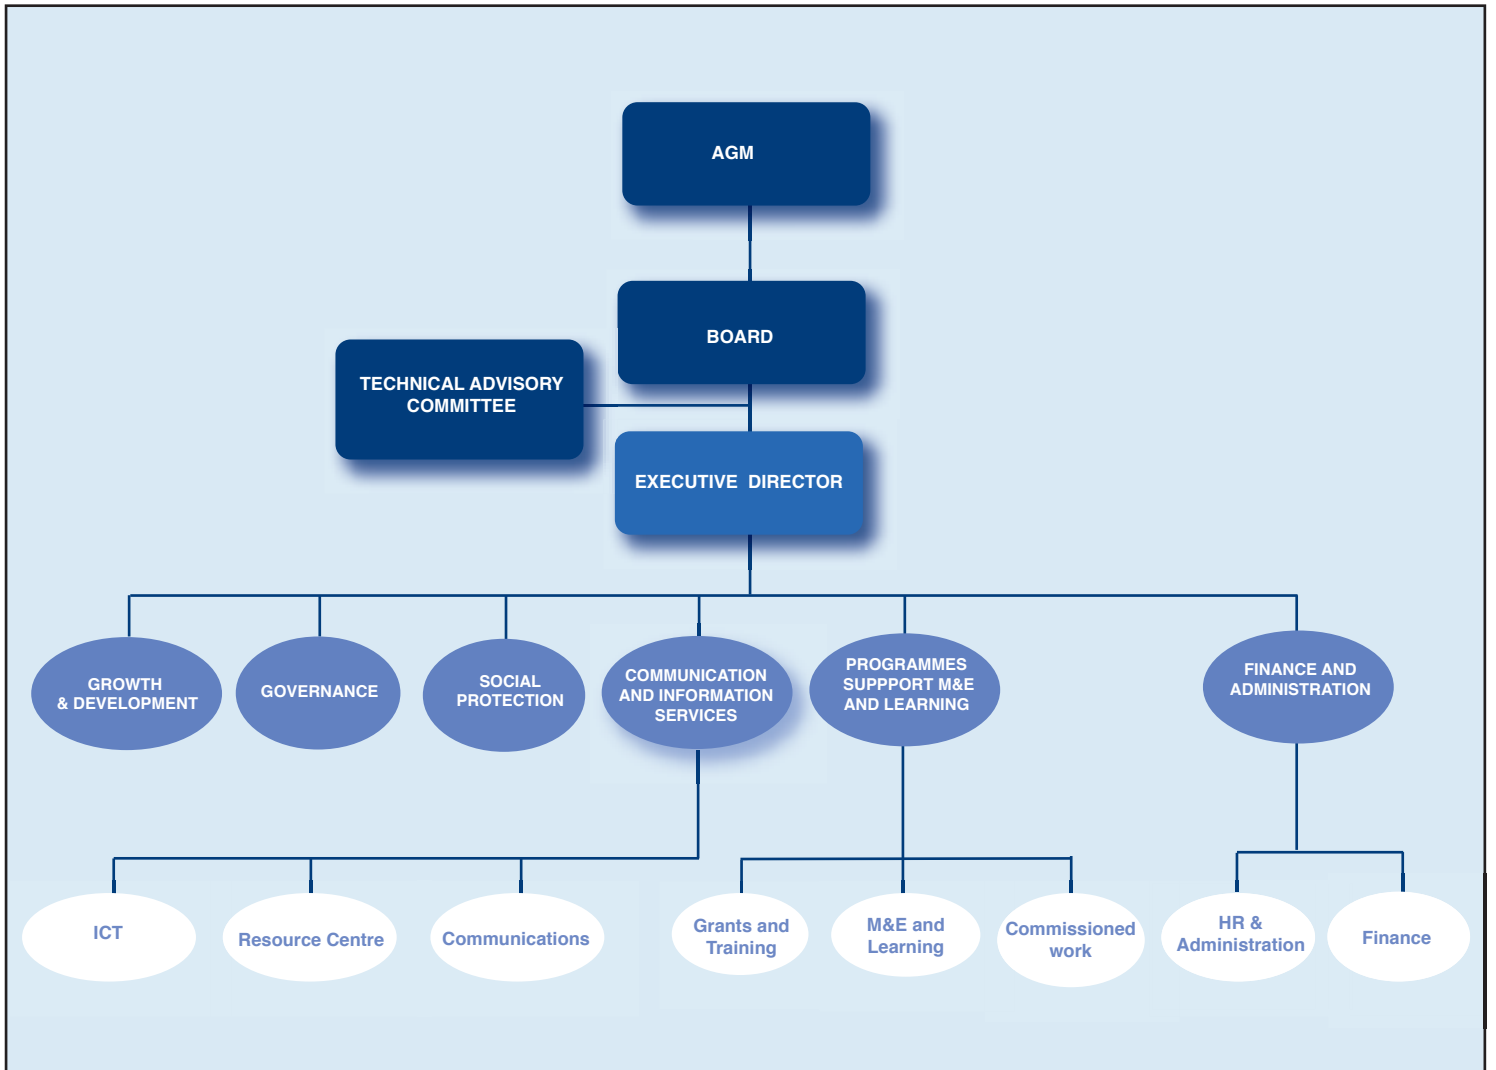 AGM
BOARD
TECHNICAL ADVISORY
COMMITTEE
EXECUTIVE DIRECTOR
GROWTH
& DEVELOPMENT
GOVERNANCE
SOCIAL
PROTECTION
COMMUNICATION
AND INFORMATION
SERVICES
PROGRAMMES
SUPPPORT M&E
AND LEARNING
FINANCE AND
ADMINISTRATION
ICT
Resource Centre
Communications
Grants and
Training
M&E and
Learning
Commissioned
work
HR &
Administration
Finance